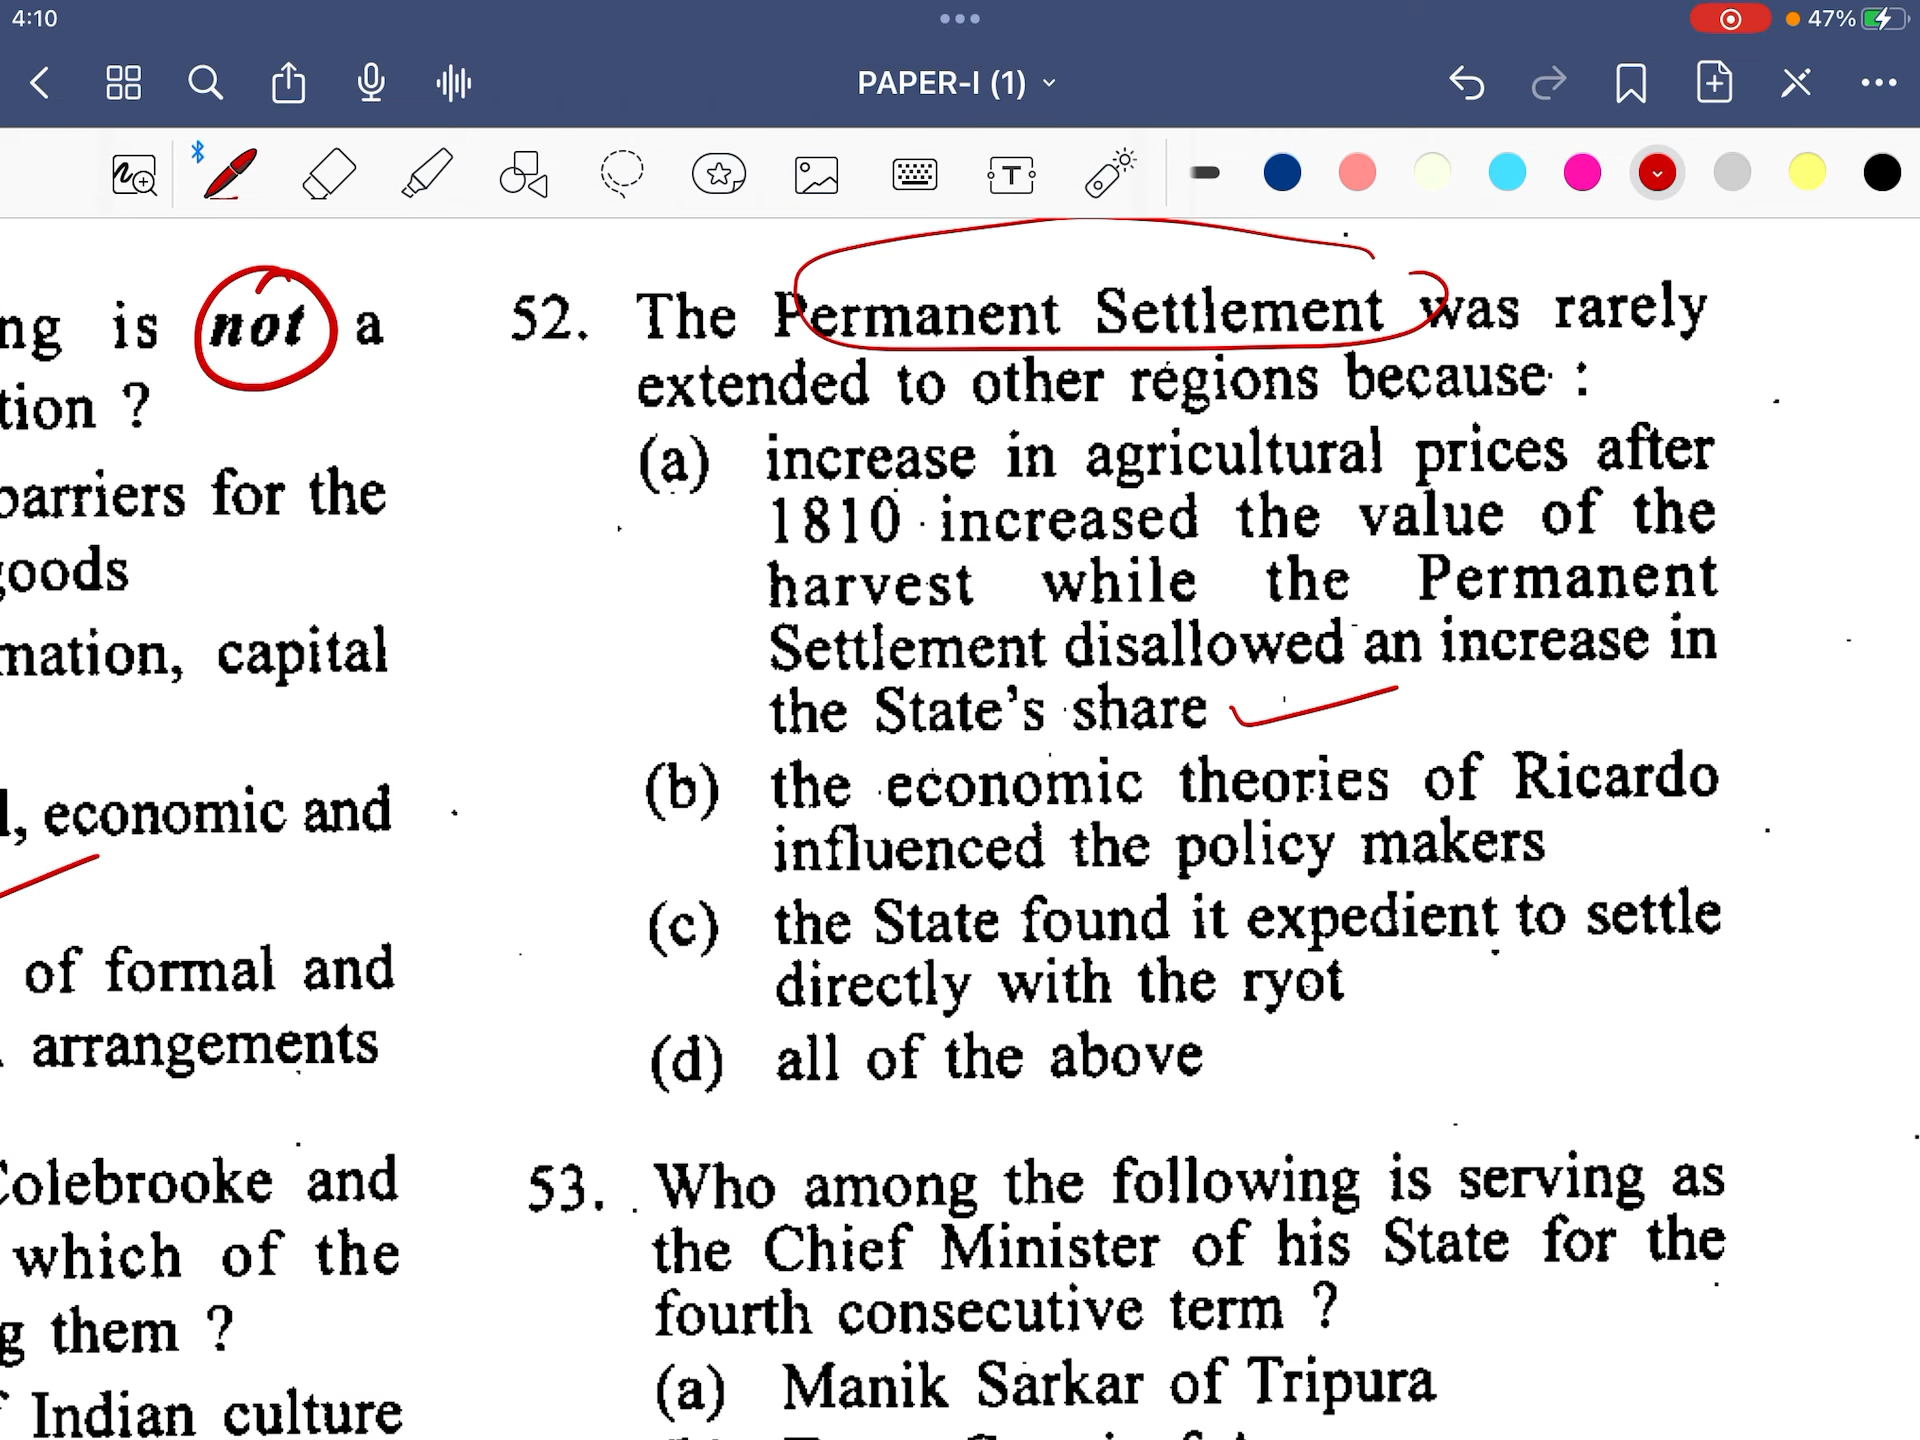 4:10
47%
PAPER-I (1)
ng is not a
tion ?
barriers for the
goods
mation, capital
l, economic and
of formal and
arrangements
Colebrooke and
which of the
g them ?
f Indian culture
52. The Permanent Settlement was rarely
extended to other regions because :
(a) increase in agricultural prices after
1810 increased the value of the
harvest while the Permanent
Settlement disallowed an increase in
the State's share
(b) the economic theories of Ricardo
influenced the policy makers
(c) the State found it expedient to settle
directly with the ryot
(d) all of the above
53. Who among the following is serving as
the Chief Minister of his State for the
fourth consecutive term ?
(a) Manik Sarkar of Tripura